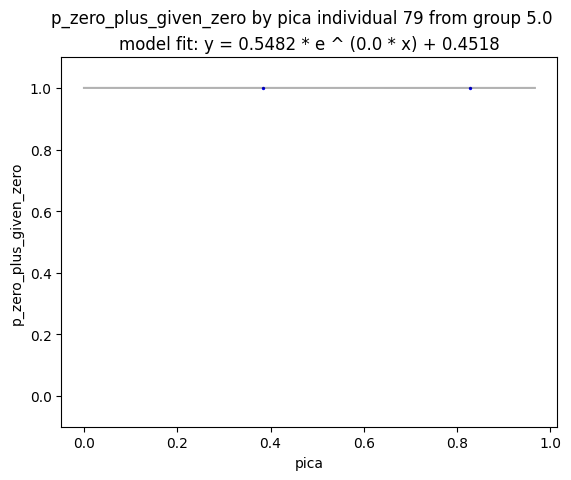 p_zero_plus_given_zero by pica individual 79 from group 5.0
model fit: y = 0.5482 * e ^ (0.0 * x) + 0.4518
1.0
0.8
0.6
0.4
0.2
0.0
p_zero_plus_given_zero
0.0 0.2 0.4 0.6 0.8 1.0
pica